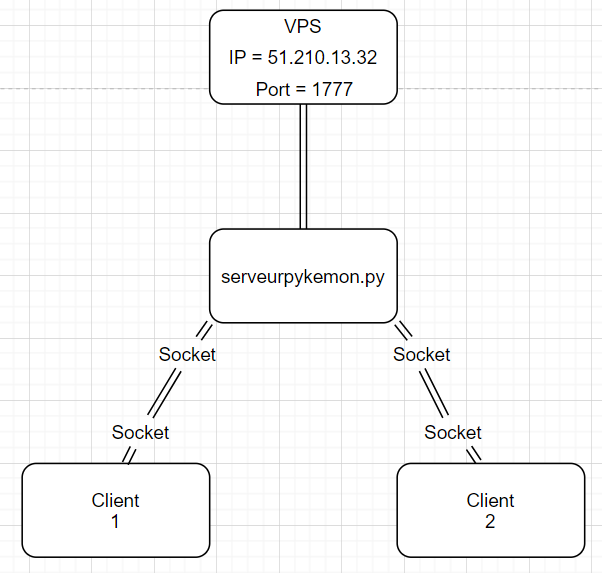 VPS
IP = 51.210.13.32
Port = 1777
serveurpykemon.py
Socket
Socket
Socket
Socket
Client
1
Client
2